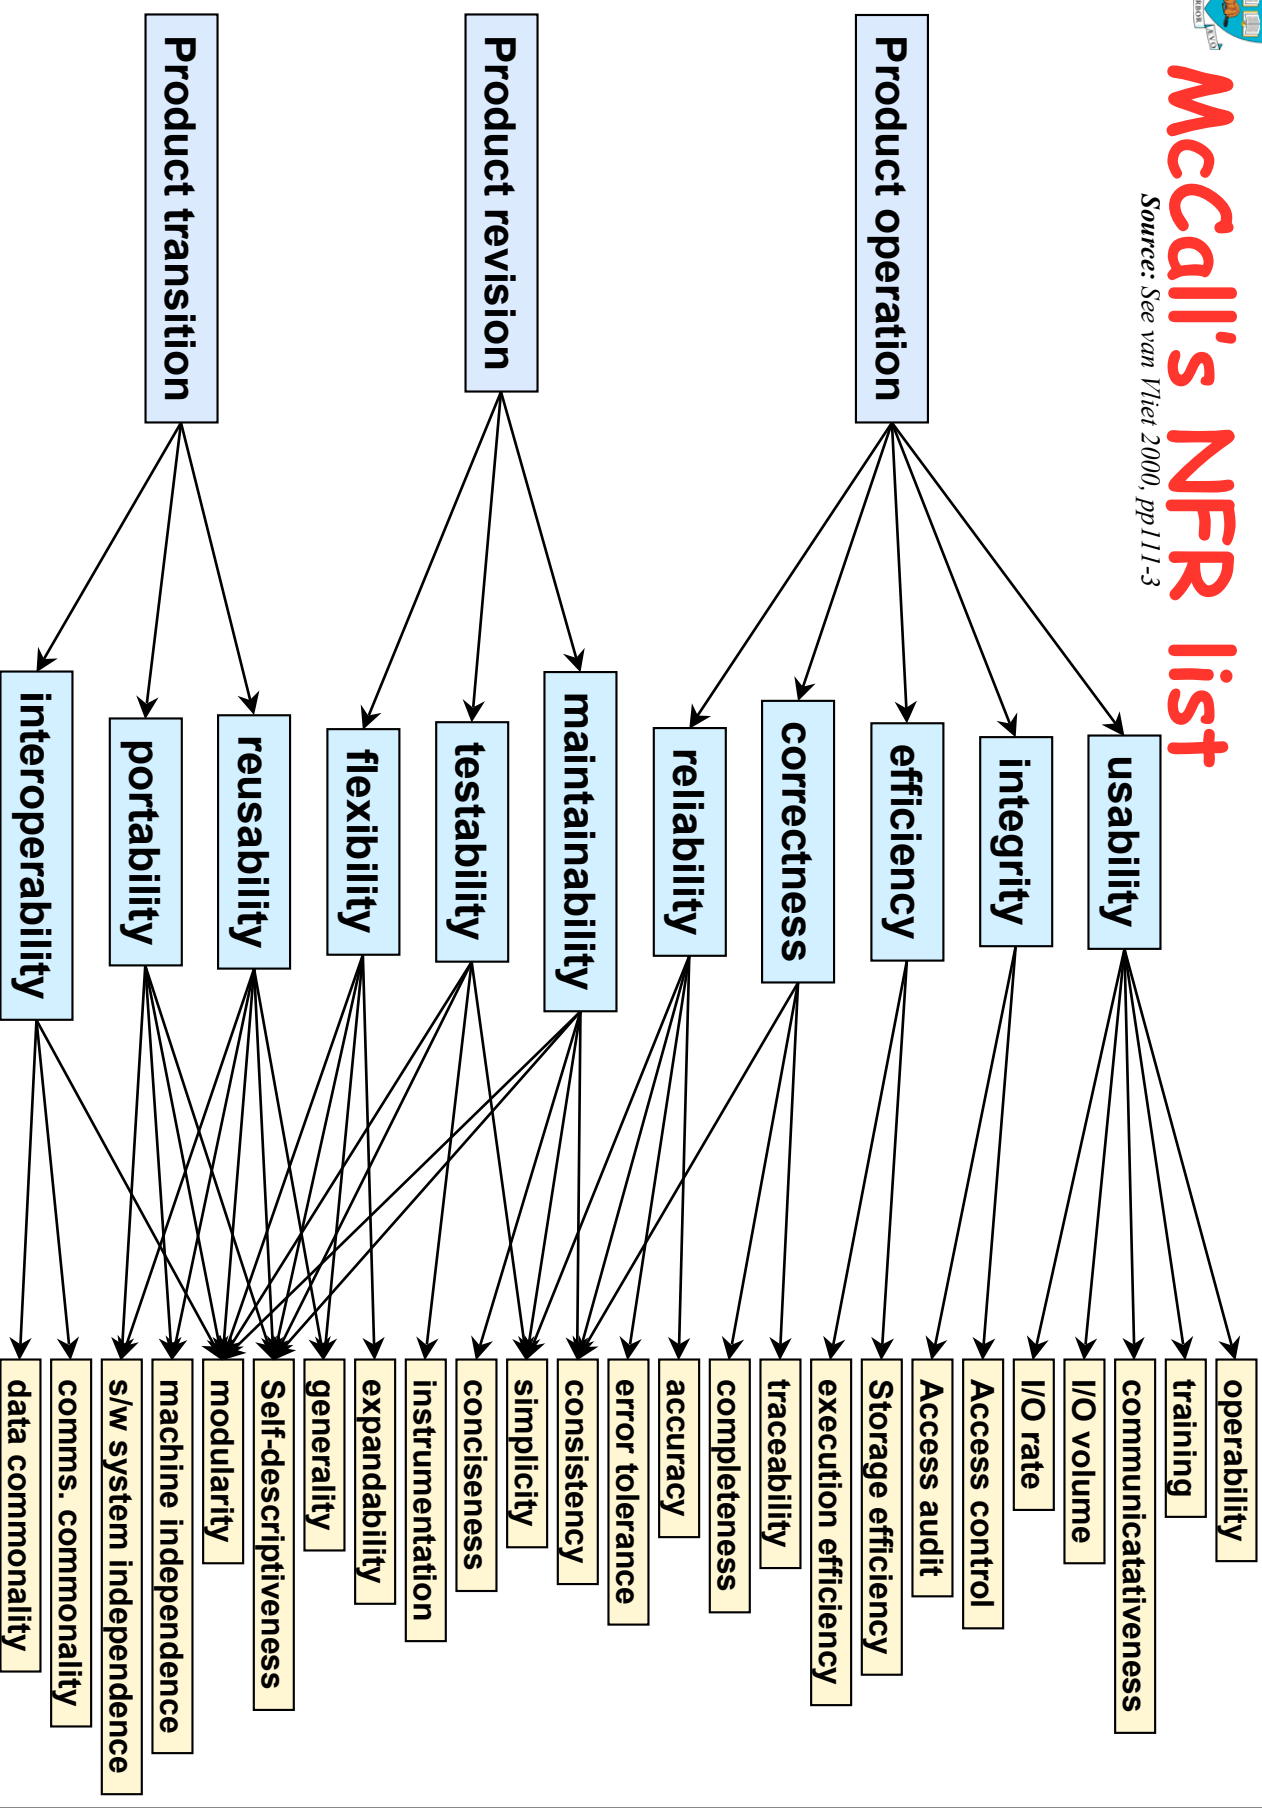 McCall's NFR list
Source: See van Vliet 2000, pp111-3
Product operation
Product revision
Product transition
usability
integrity
efficiency
correctness
reliability
maintainability
testability
flexibility
reusability
portability
interoperability
operability
training
communicatativeness
I/O volume
I/O rate
Access control
Access audit
Storage efficiency
execution efficiency
traceability
completeness
accuracy
error tolerance
consistency
simplicity
conciseness
instrumentation
expandability
generality
Self-descriptiveness
modularity
machine independence
s/w system independence
comms. commonality
data commonality